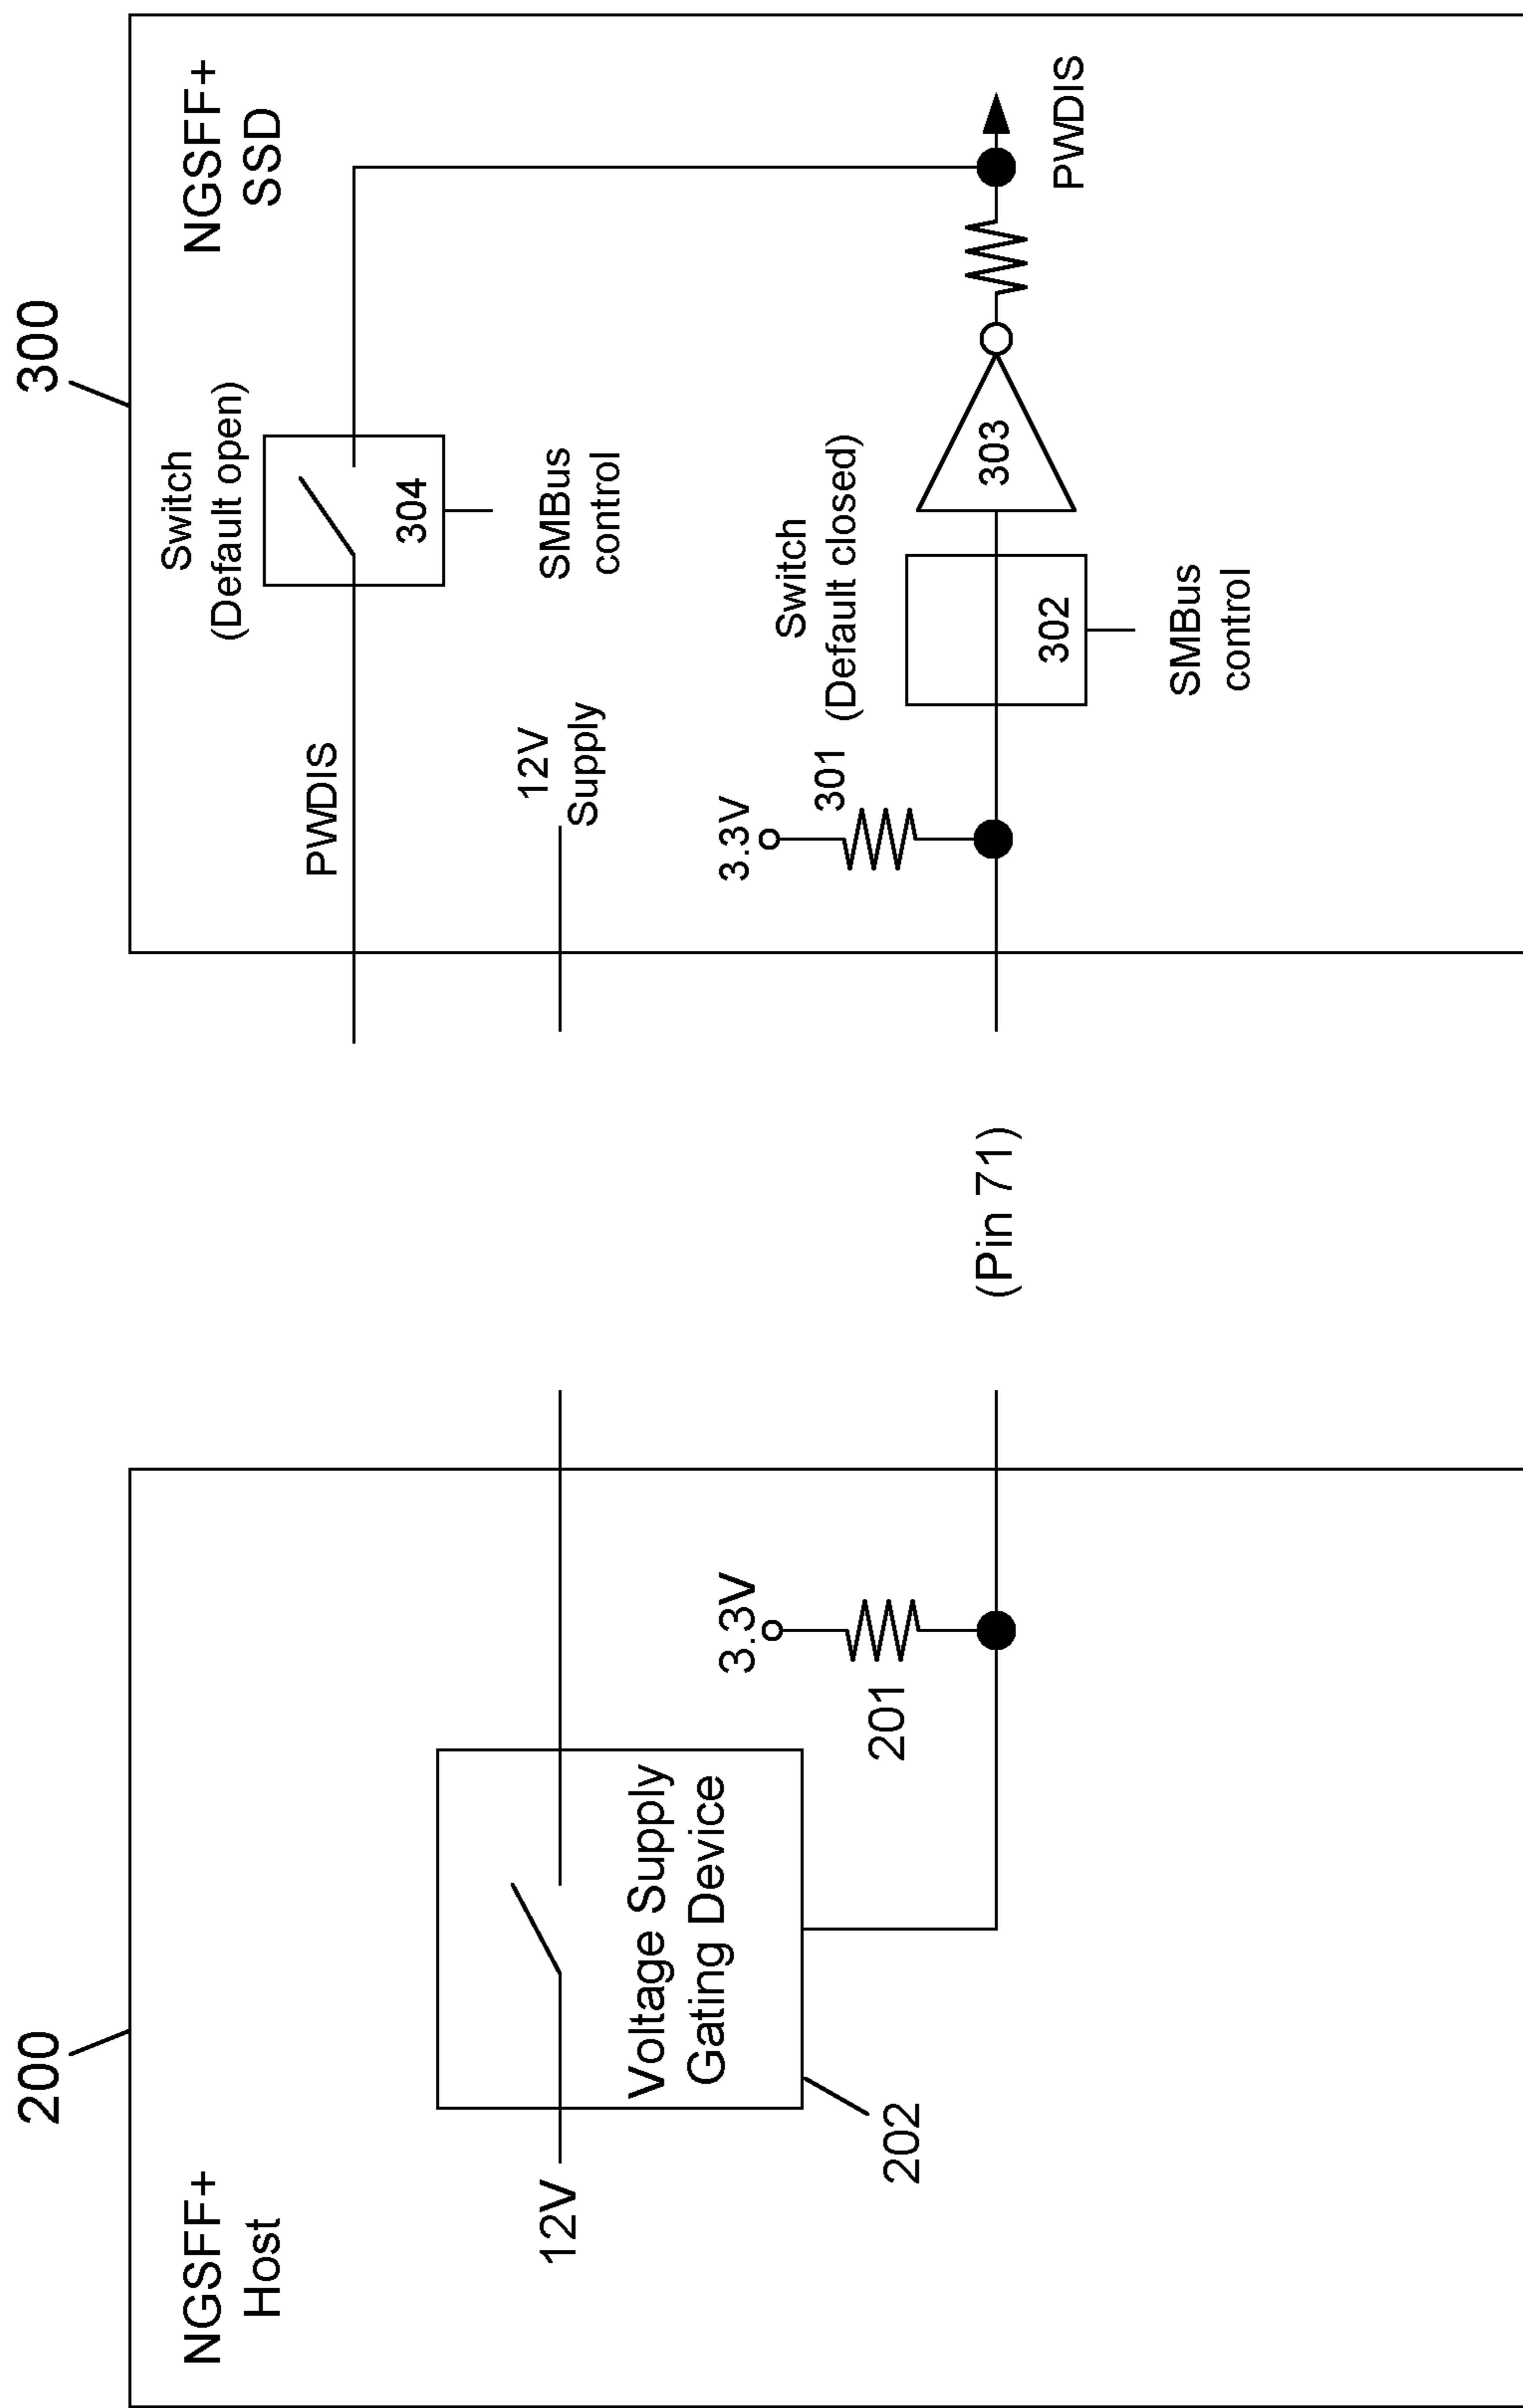 200
NGSFF+
Host
12V
Voltage Supply
Gating Device
202
3.3V
201
(Pin 71)
300
NGSFF+
SSD
PWDIS
Switch
(Default open)
304
SMBus
control
12V
Supply
3.3V
301
Switch
(Default closed)
302
SMBus
control
303
PWDIS